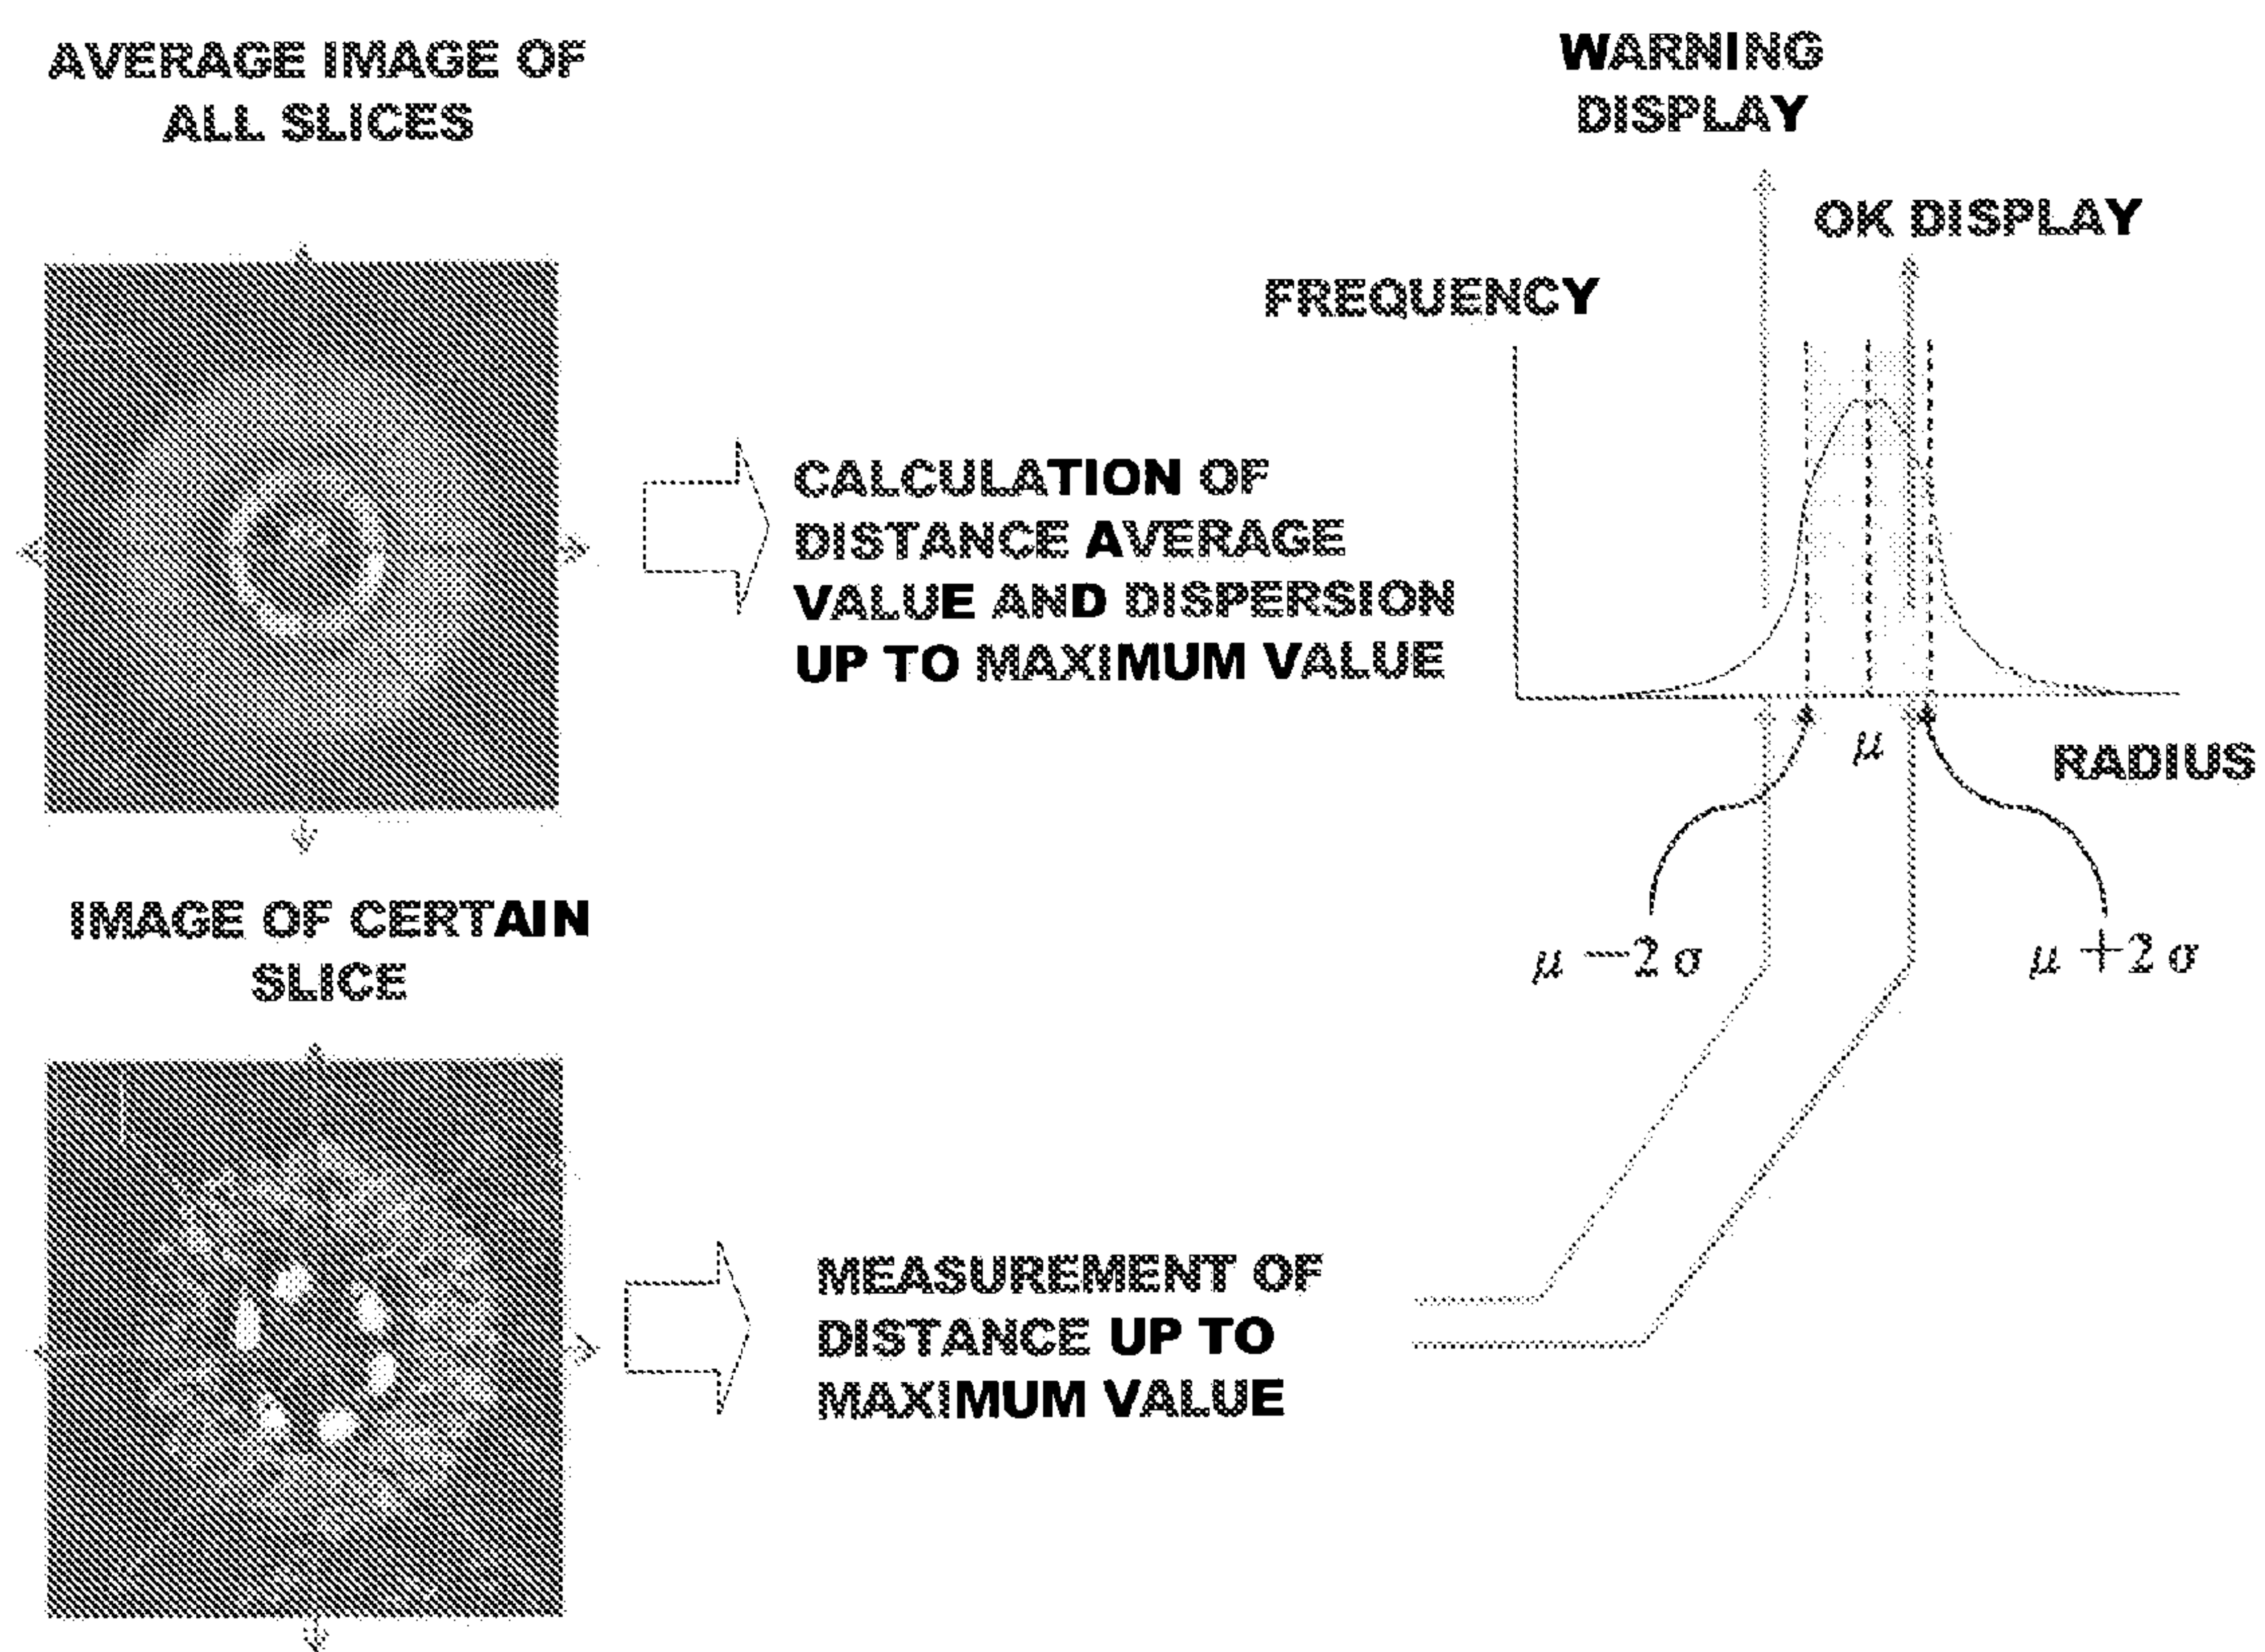 AVERAGE IMAGE OF
ALL SLICES
WARNING
DISPLAY
OK DISPLAY
FREQUENCY
CALCULATION OF
DISTANCE AVERAGE
VALUE AND DISPERSION
UP TO MAXIMUM VALUE
μ
RADIUS
μ−2σ
μ+2σ
IMAGE OF CERTAIN
SLICE
MEASUREMENT OF
DISTANCE UP TO
MAXIMUM VALUE